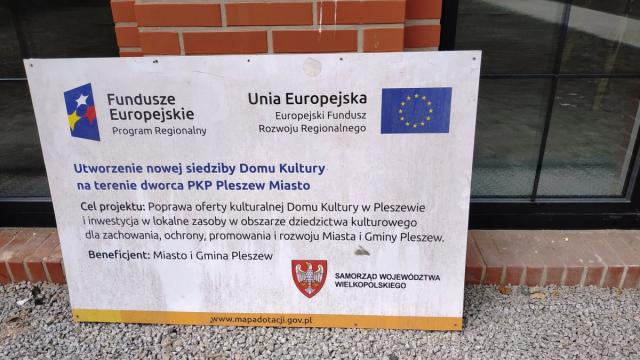 Fundusze
Europejskie
Program Regionalny
Unia Europejska
Europejski Fundusz
Rozwoju Regionalnego
Utworzenie nowej siedziby Domu Kultury
na terenie dworca PKP Pleszew Miasto
Cel projektu: Poprawa oferty kulturalnej Domu Kultury w Pleszewie
i inwestycja w lokalne zasoby w obszarze dziedzictwa kulturowego
dla zachowania, ochrony, promowania i rozwoju Miasta i Gminy Pleszew.
Beneficjent: Miasto i Gmina Pleszew
SAMORZĄD WOJEWÓDZTWA
WIELKOPOLSKIEGO
www.mapadotacji.gov.pl